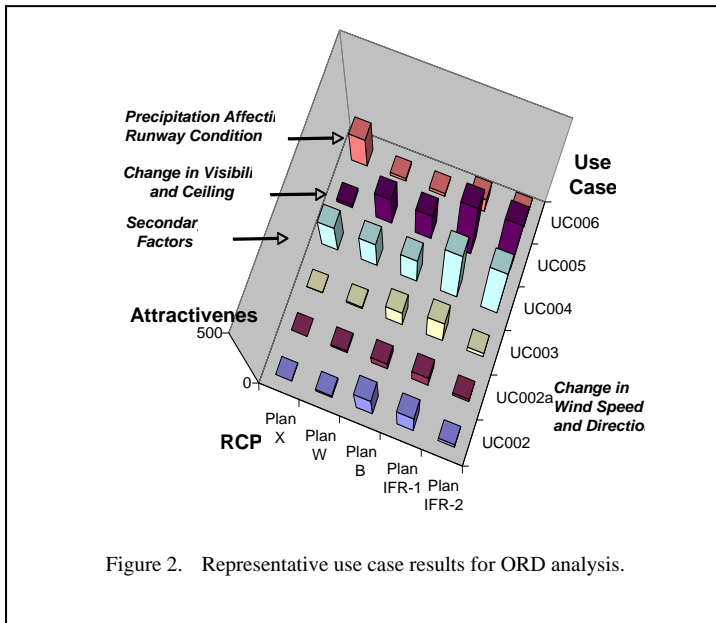 Precipitation Affecti
Runway Condition
Change in Visibili
and Ceiling
Secondary
Factors
Attractivenes
500
0
RCP
Plan
X
Plan
W
Plan
B
Plan
IFR-1
Plan
IFR-2
Use
Case
UC006
UC005
UC004
UC003
UC002a
UC002
Change in
Wind Speed
and Directio
Figure 2. Representative use case results for ORD analysis.